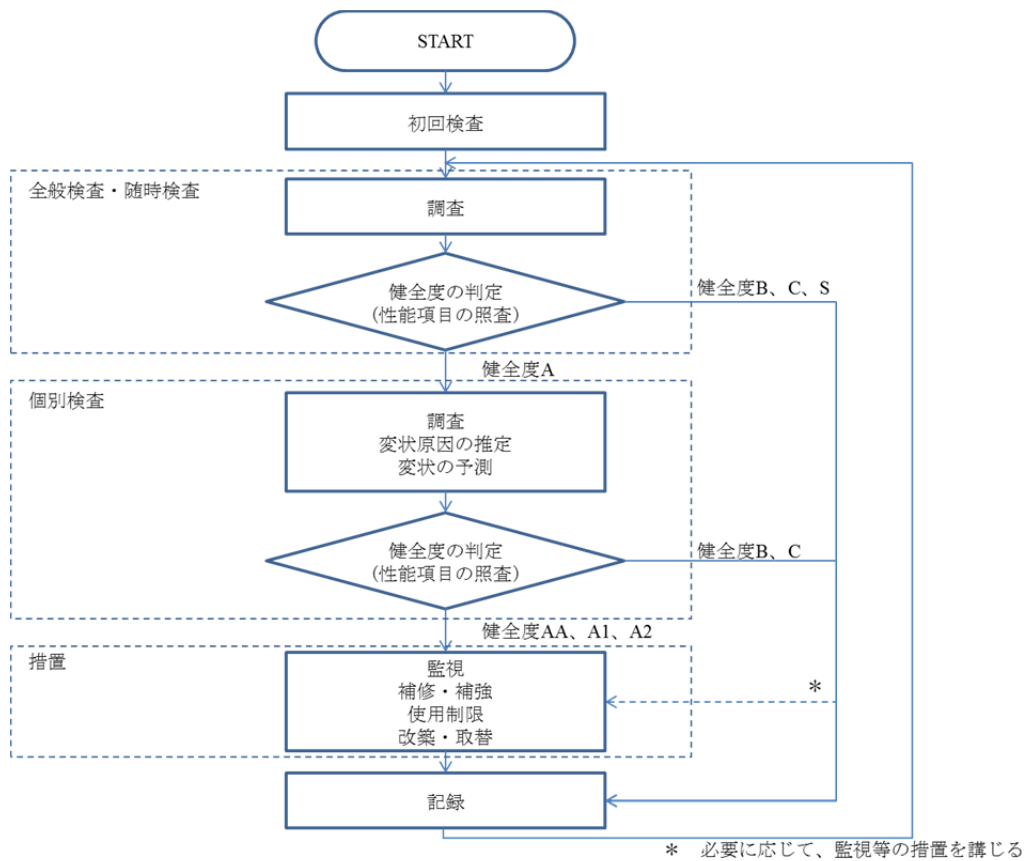 START
初回検査
全般検査・随時検査
調査
健全度の判定
(性能項目の照査)
健全度B、C、S
健全度A
個別検査
調査
変状原因の推定
変状の予測
健全度の判定
(性能項目の照査)
健全度B、C
健全度AA、A1、A2
措置
監視
補修・補強
使用制限
改築・取替
*
記録
* 必要に応じて、監視等の措置を講じる